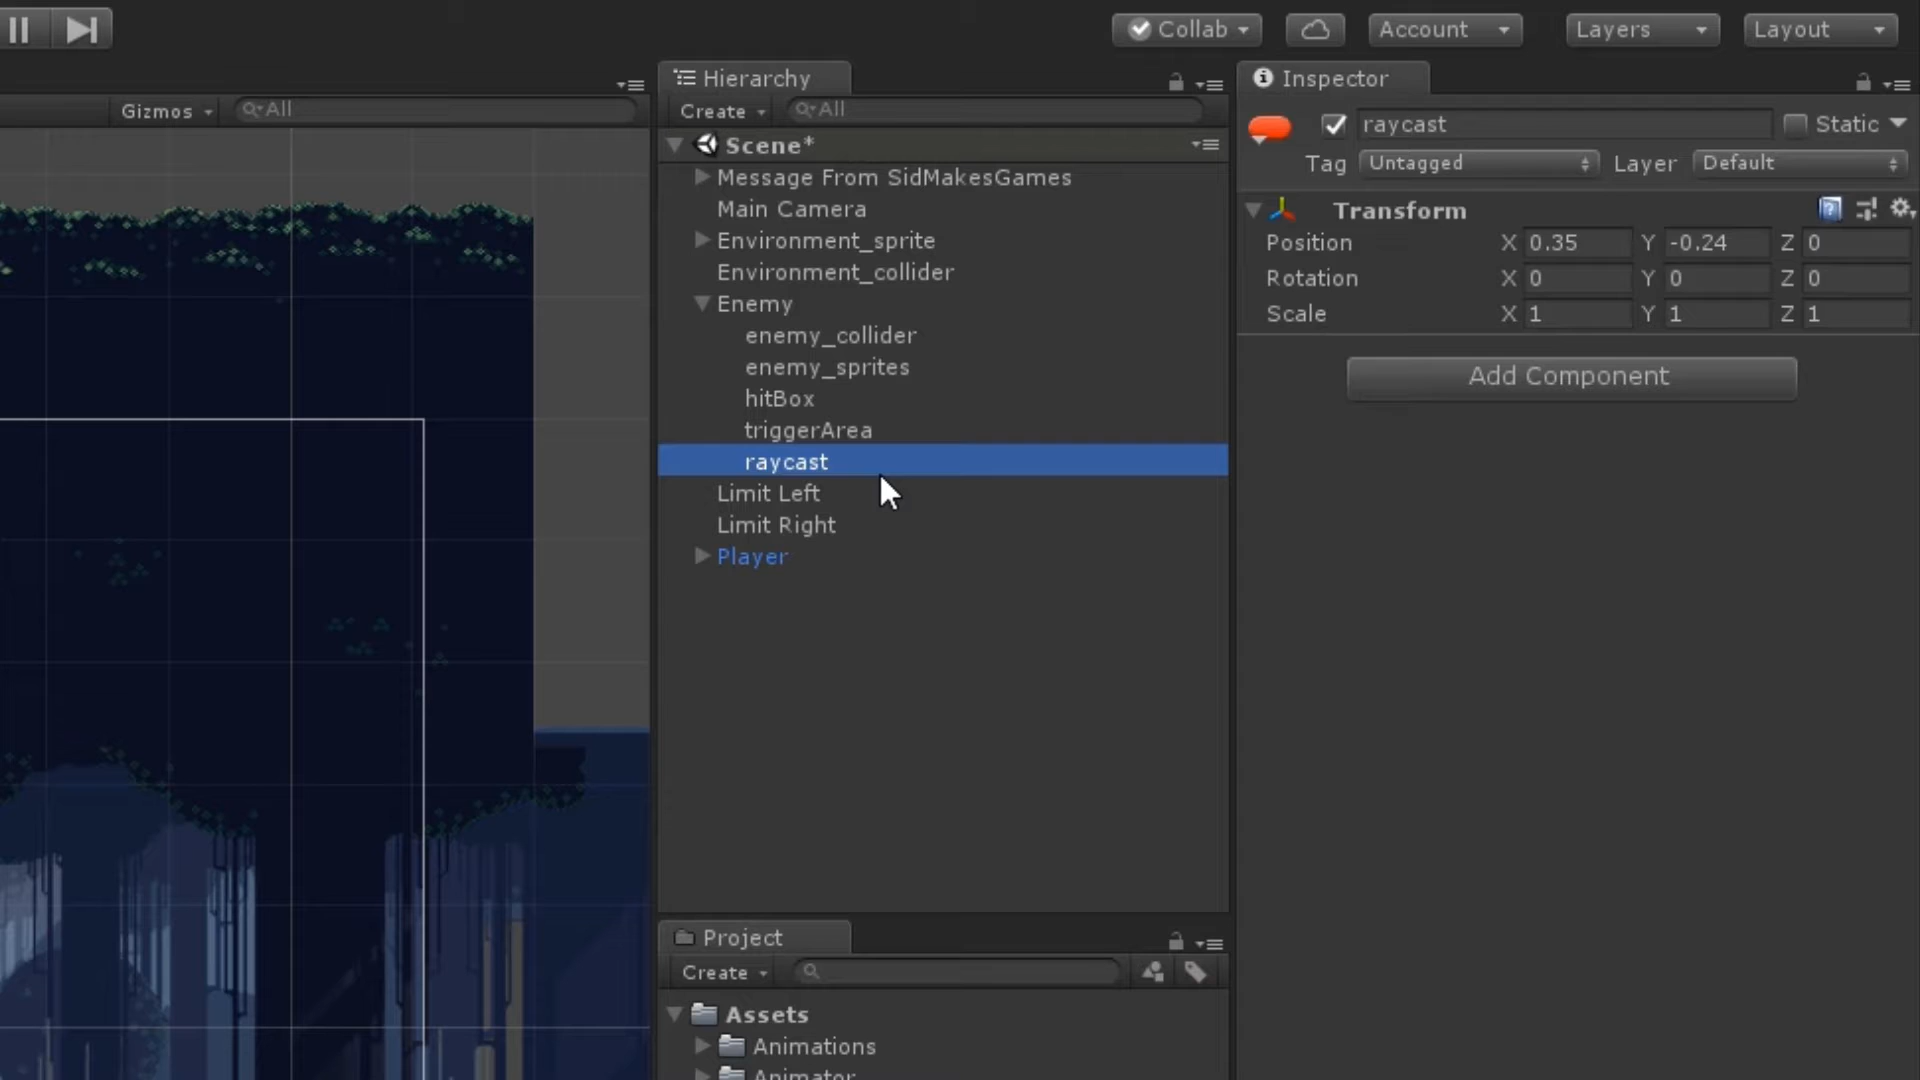 Collab
Account
Layers
Layout
Gizmos
All
Hierarchy
Create
All
Scene*
Message From SidMakesGames
Main Camera
Environment_sprite
Environment_collider
Enemy
enemy_collider
enemy_sprites
hitBox
triggerArea
raycast
Limit Left
Limit Right
Player
Project
Create
Assets
Animations
Animator
Inspector
raycast
Static
Tag Untagged Layer Default
Transform
Position X 0.35 Y -0.24 Z 0
Rotation X 0 Y 0 Z 0
Scale X 1 Y 1 Z 1
Add Component